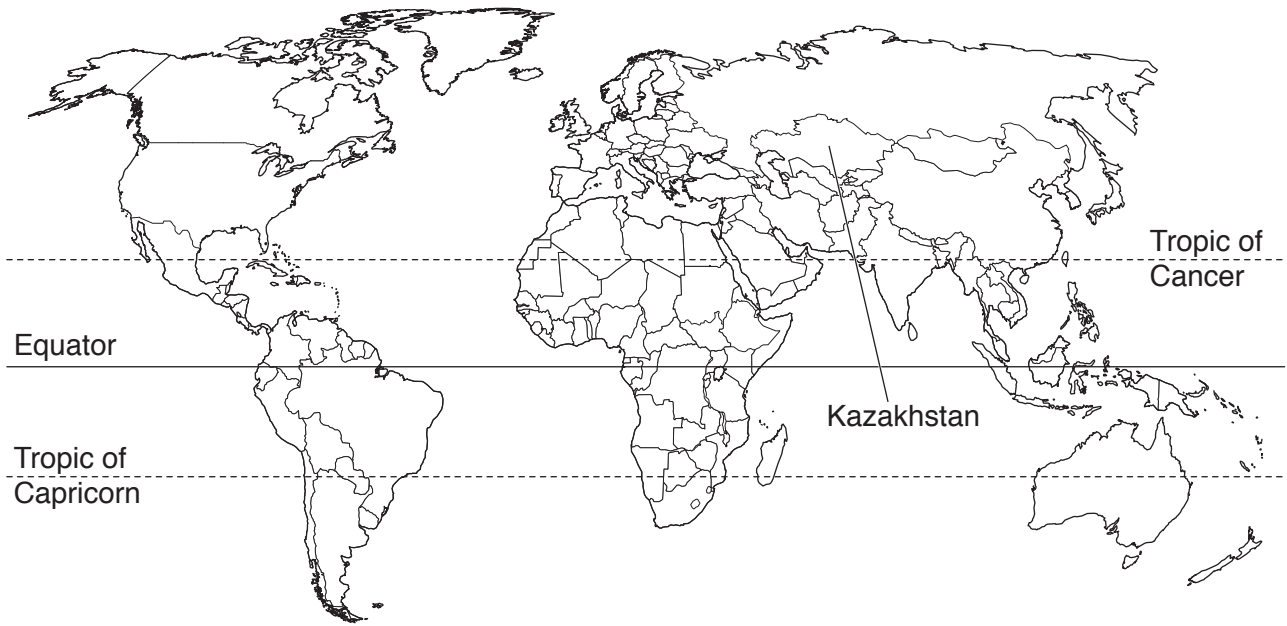 Tropic of
Cancer
Equator
Kazakhstan
Tropic of
Capricorn